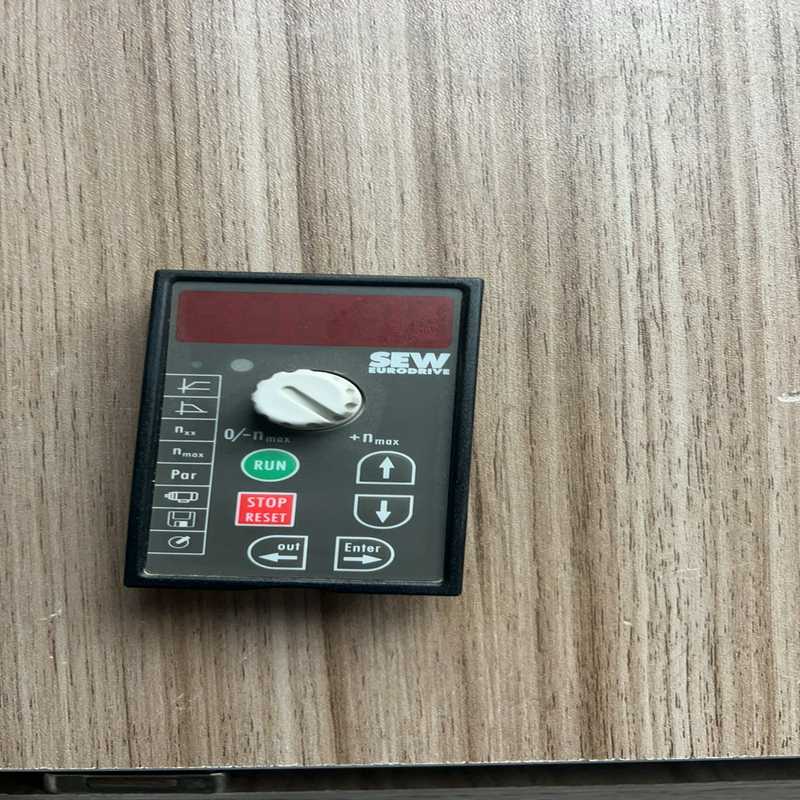 SEW
EURODRIVE
0/-nmax
+nmax
nxx
nmax
Par
RUN
STOP
RESET
out
Enter